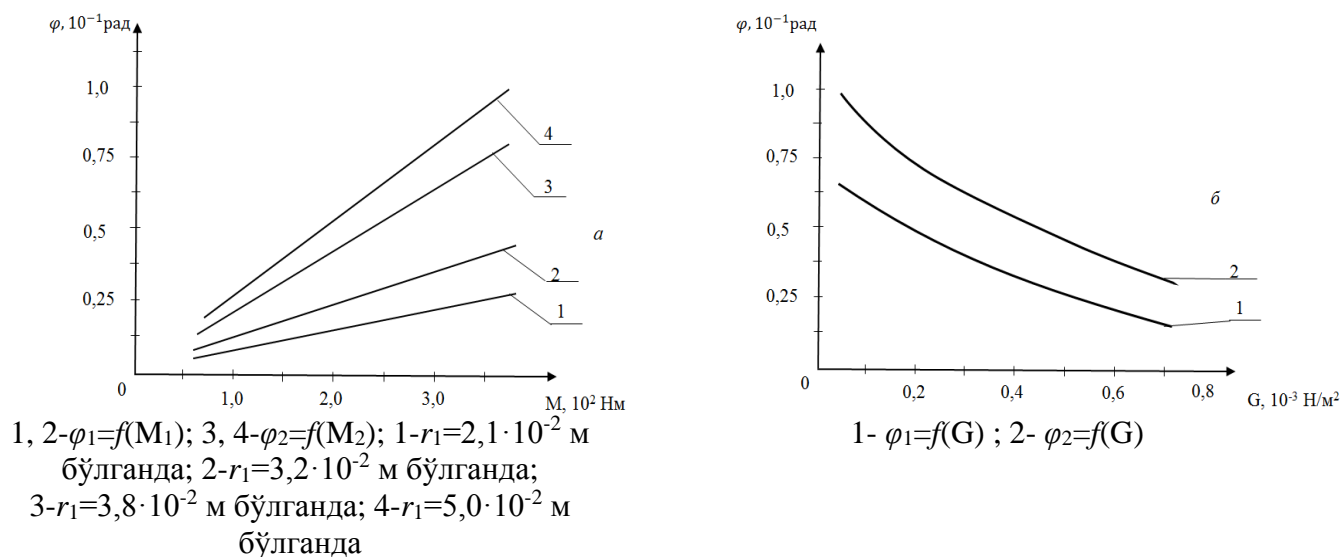 φ, 10⁻¹рад
1,0
0,75
0,5
0,25
0
1,0
2,0
3,0
М, 10² Нм
4
3
2
1
а
1, 2-φ₁=f(М₁); 3, 4-φ₂=f(М₂); 1-r₁=2,1·10⁻² м
бўлганда; 2-r₁=3,2·10⁻² м бўлганда;
3-r₁=3,8·10⁻² м бўлганда; 4-r₁=5,0·10⁻² м
бўлганда
φ, 10⁻¹рад
1,0
0,75
0,5
0,25
0
0,2
0,4
0,6
0,8
G, 10⁻³ Н/м²
б
2
1
1- φ₁=f(G) ; 2- φ₂=f(G)